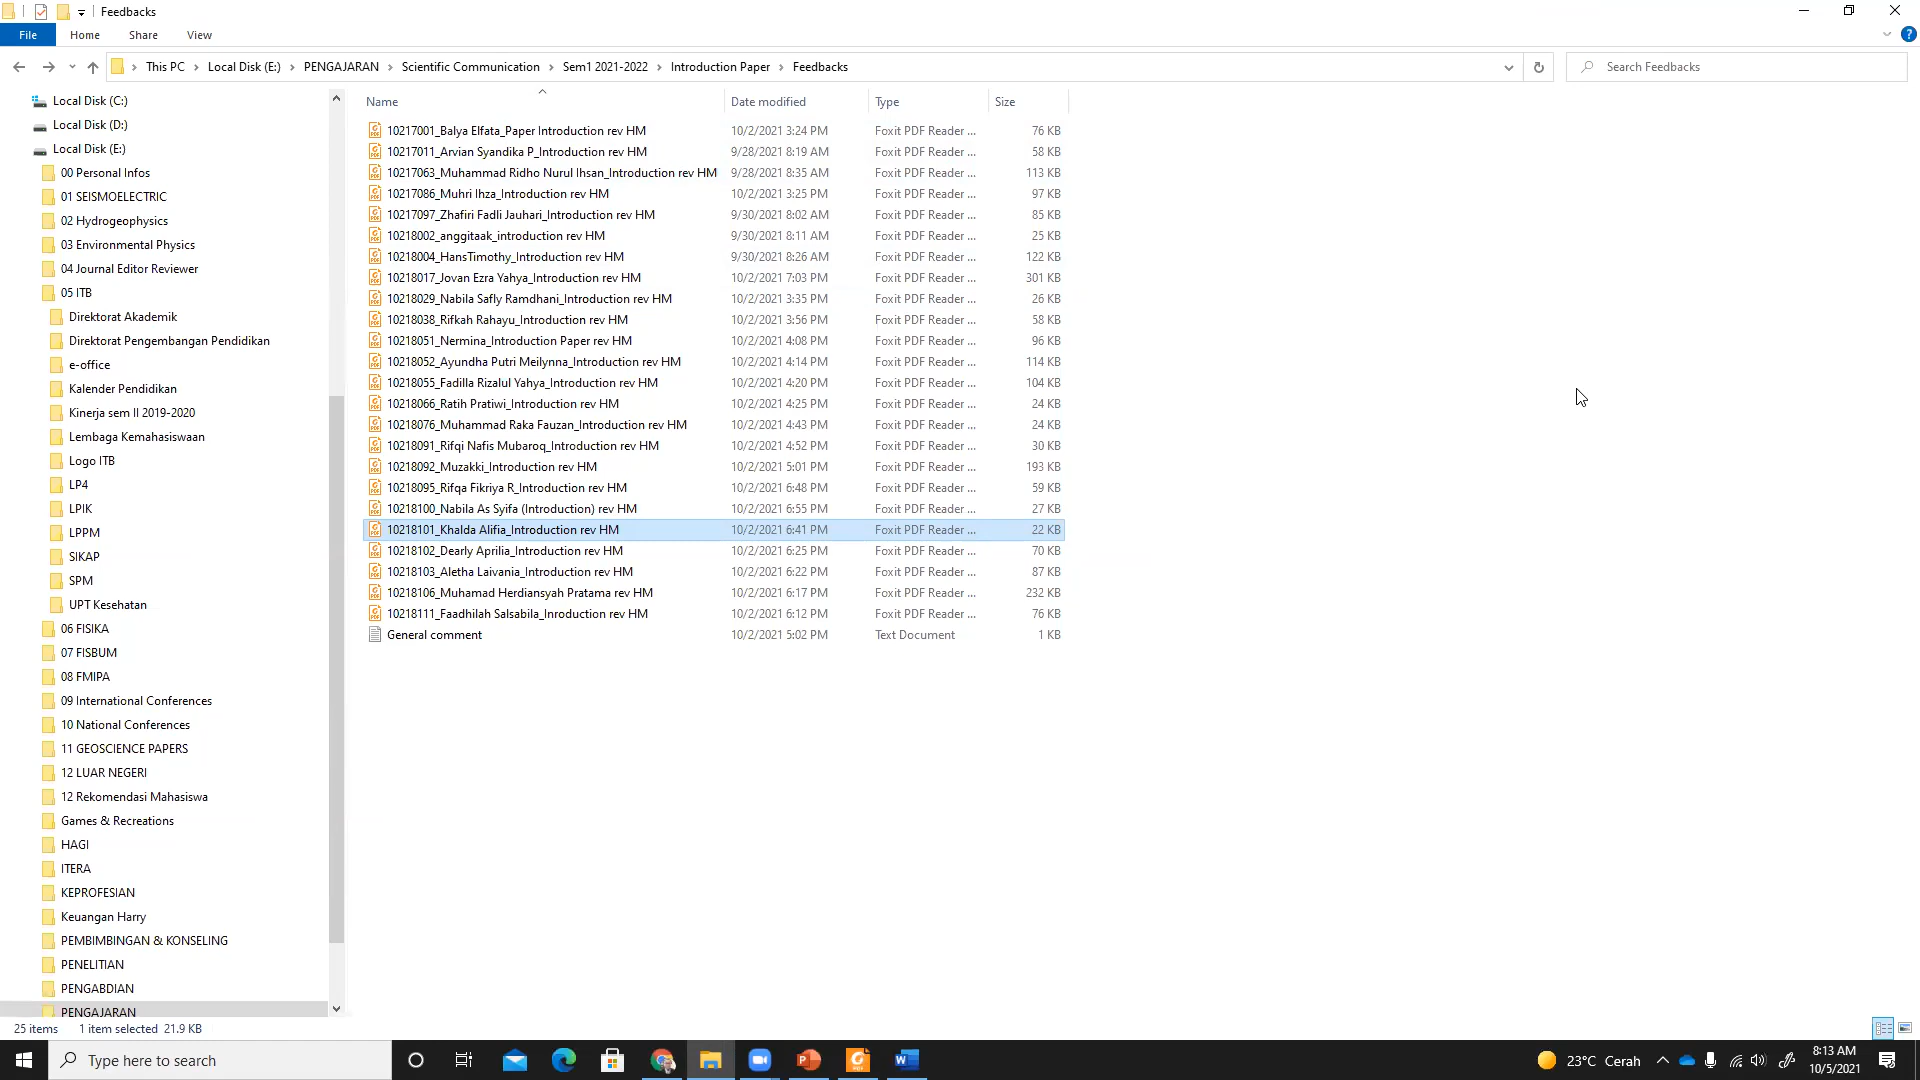 Feedbacks
File Home Share View
This PC > Local Disk (E:) > PENGAJARAN > Scientific Communication > Sem1 2021-2022 > Introduction Paper > Feedbacks
Search Feedbacks
Local Disk (C:)
Local Disk (D:)
Local Disk (E:)
00 Personal Infos
01 SEISMOELECTRIC
02 Hydrogeophysics
03 Environmental Physics
04 Journal Editor Reviewer
05 ITB
Direktorat Akademik
Direktorat Pengembangan Pendidikan
e-office
Kalender Pendidikan
Kinerja sem II 2019-2020
Lembaga Kemahasiswaan
Logo ITB
LP4
LPIK
LPPM
SIKAP
SPM
UPT Kesehatan
06 FISIKA
07 FISBUM
08 FMIPA
09 International Conferences
10 National Conferences
11 GEOSCIENCE PAPERS
12 LUAR NEGERI
12 Rekomendasi Mahasiswa
Games & Recreations
HAGI
ITERA
KEPROFESIAN
Keuangan Harry
PEMBIMBINGAN & KONSELING
PENELITIAN
PENGABDIAN
PENGAJARAN
Name Date modified Type Size
10217001_Balya Elfata_Paper Introduction rev HM 10/2/2021 3:24 PM Foxit PDF Reader ... 76 KB
10217011_Arvian Syandika P_Introduction rev HM 9/28/2021 8:19 AM Foxit PDF Reader ... 58 KB
10217063_Muhammad Ridho Nurul Ihsan_Introduction rev HM 9/28/2021 8:35 AM Foxit PDF Reader ... 113 KB
10217086_Muhri Ihza_Introduction rev HM 10/2/2021 3:25 PM Foxit PDF Reader ... 97 KB
10217097_Zhafiri Fadli Jauhari_Introduction rev HM 9/30/2021 8:02 AM Foxit PDF Reader ... 85 KB
10218002_anggitaak_introduction rev HM 9/30/2021 8:11 AM Foxit PDF Reader ... 25 KB
10218004_HansTimothy_Introduction rev HM 9/30/2021 8:26 AM Foxit PDF Reader ... 122 KB
10218017_Jovan Ezra Yahya_Introduction rev HM 10/2/2021 7:03 PM Foxit PDF Reader ... 301 KB
10218029_Nabila Safly Ramdhani_Introduction rev HM 10/2/2021 3:35 PM Foxit PDF Reader ... 26 KB
10218038_Rifkah Rahayu_Introduction rev HM 10/2/2021 3:56 PM Foxit PDF Reader ... 58 KB
10218051_Nermina_Introduction Paper rev HM 10/2/2021 4:08 PM Foxit PDF Reader ... 96 KB
10218052_Ayundha Putri Meilynna_Introduction rev HM 10/2/2021 4:14 PM Foxit PDF Reader ... 114 KB
10218055_Fadilla Rizalul Yahya_Introduction rev HM 10/2/2021 4:20 PM Foxit PDF Reader ... 104 KB
10218066_Ratih Pratiwi_Introduction rev HM 10/2/2021 4:25 PM Foxit PDF Reader ... 24 KB
10218076_Muhammad Raka Fauzan_Introduction rev HM 10/2/2021 4:43 PM Foxit PDF Reader ... 24 KB
10218091_Rifqi Nafis Mubaroq_Introduction rev HM 10/2/2021 4:52 PM Foxit PDF Reader ... 30 KB
10218092_Muzakki_Introduction rev HM 10/2/2021 5:01 PM Foxit PDF Reader ... 193 KB
10218095_Rifqa Fikriya R_Introduction rev HM 10/2/2021 6:48 PM Foxit PDF Reader ... 59 KB
10218100_Nabila As Syifa (Introduction) rev HM 10/2/2021 6:55 PM Foxit PDF Reader ... 27 KB
10218101_Khalda Alifia_Introduction rev HM 10/2/2021 6:41 PM Foxit PDF Reader ... 22 KB
10218102_Dearly Aprilia_Introduction rev HM 10/2/2021 6:25 PM Foxit PDF Reader ... 70 KB
10218103_Aletha Laivania_Introduction rev HM 10/2/2021 6:22 PM Foxit PDF Reader ... 87 KB
10218106_Muhamad Herdiansyah Pratama rev HM 10/2/2021 6:17 PM Foxit PDF Reader ... 232 KB
10218111_Faadhilah Salsabila_Inroduction rev HM 10/2/2021 6:12 PM Foxit PDF Reader ... 76 KB
General comment 10/2/2021 5:02 PM Text Document 1 KB
25 items 1 item selected 21.9 KB
Type here to search
23°C Cerah
8:13 AM
10/5/2021